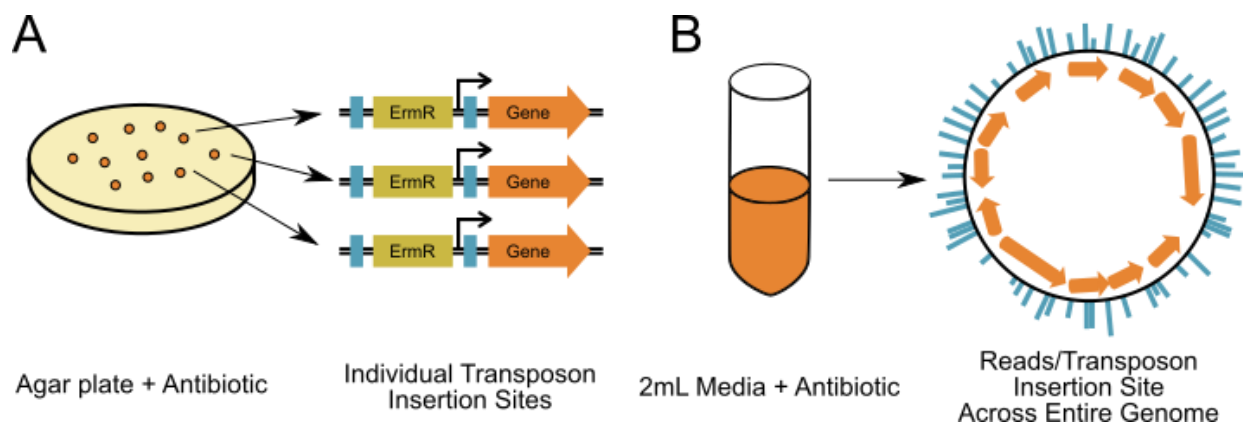 A
B
ErmR
Gene
ErmR
Gene
ErmR
Gene
Agar plate + Antibiotic
Individual Transposon
Insertion Sites
2mL Media + Antibiotic
Reads/Transposon
Insertion Site
Across Entire Genome